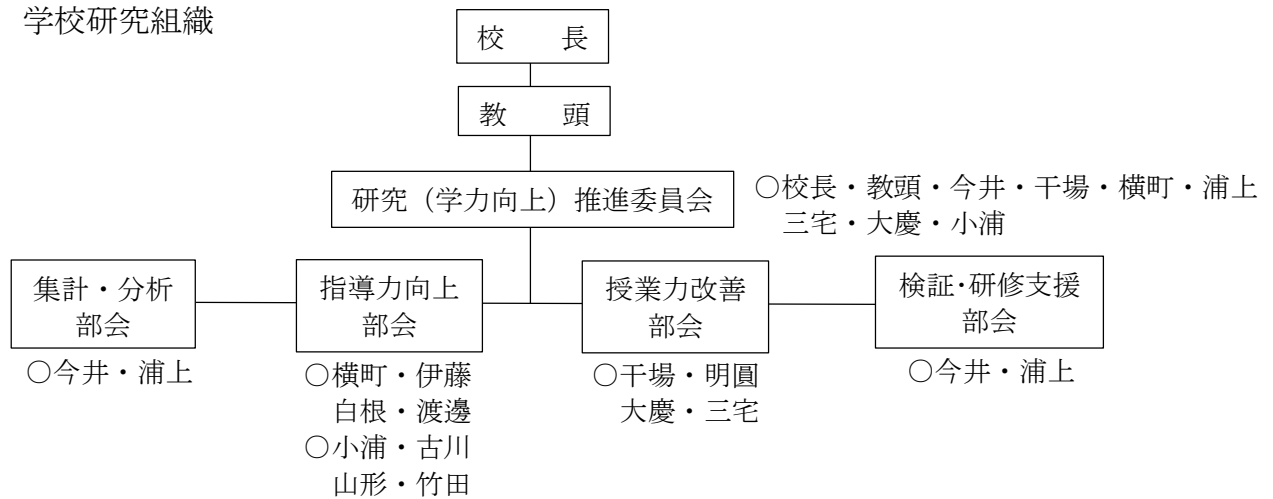 学校研究組織
校　　長
教　　頭
研究（学力向上）推進委員会
○校長・教頭・今井・干場・横町・浦上
三宅・大慶・小浦
集計・分析
部会
○今井・浦上
指導力向上
部会
○横町・伊藤
白根・渡邊
○小浦・古川
山形・竹田
授業力改善
部会
○干場・明圓
大慶・三宅
検証・研修支援
部会
○今井・浦上